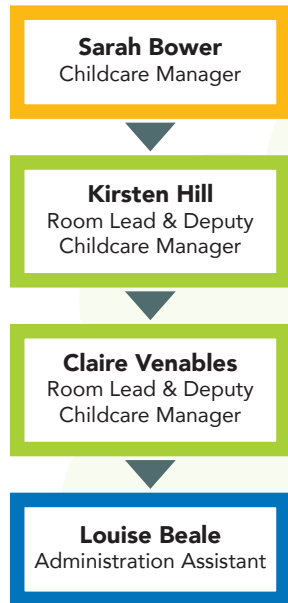 Sarah Bower
Childcare Manager
Kirsten Hill
Room Lead & Deputy
Childcare Manager
Claire Venables
Room Lead & Deputy
Childcare Manager
Louise Beale
Administration Assistant